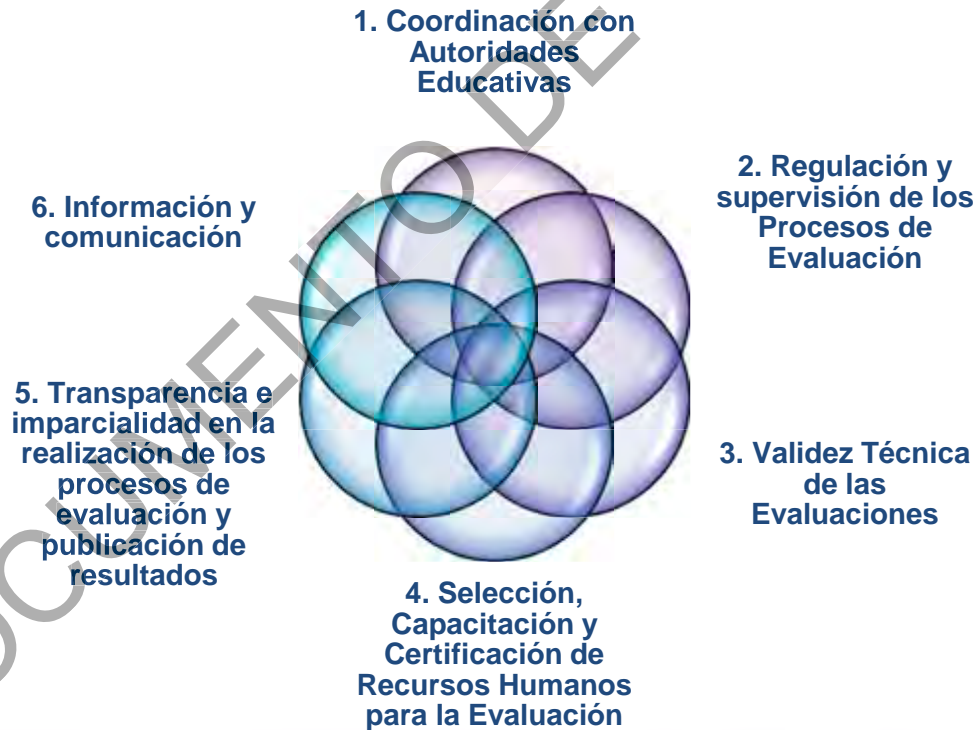 1. Coordinación con
Autoridades
Educativas
2. Regulación y
supervisión de los
Procesos de
Evaluación
3. Validez Técnica
de las
Evaluaciones
4. Selección,
Capacitación y
Certificación de
Recursos Humanos
para la Evaluación
5. Transparencia e
imparcialidad en la
realización de los
procesos de
evaluación y
publicación de
resultados
6. Información y
comunicación
DOCUMENTO DE